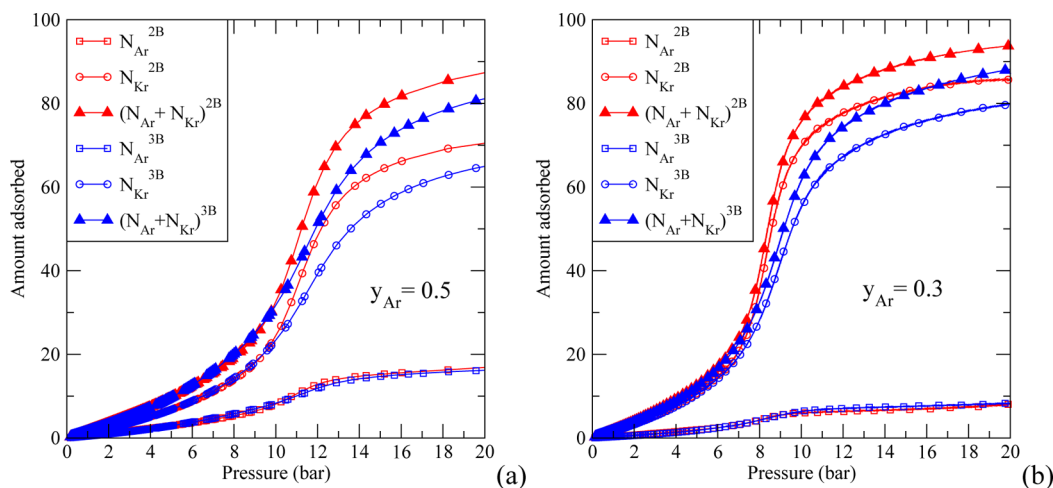 100
80
60
40
20
0
Amount adsorbed
N_Ar^2B
N_Kr^2B
(N_Ar+ N_Kr)^2B
N_Ar^3B
N_Kr^3B
(N_Ar+N_Kr)^3B
y_Ar= 0.5
0 2 4 6 8 10 12 14 16 18 20
Pressure (bar)
(a)
100
80
60
40
20
0
Amount adsorbed
N_Ar^2B
N_Kr^2B
(N_Ar+ N_Kr)^2B
N_Ar^3B
N_Kr^3B
(N_Ar+N_Kr)^3B
y_Ar= 0.3
0 2 4 6 8 10 12 14 16 18 20
Pressure (bar)
(b)